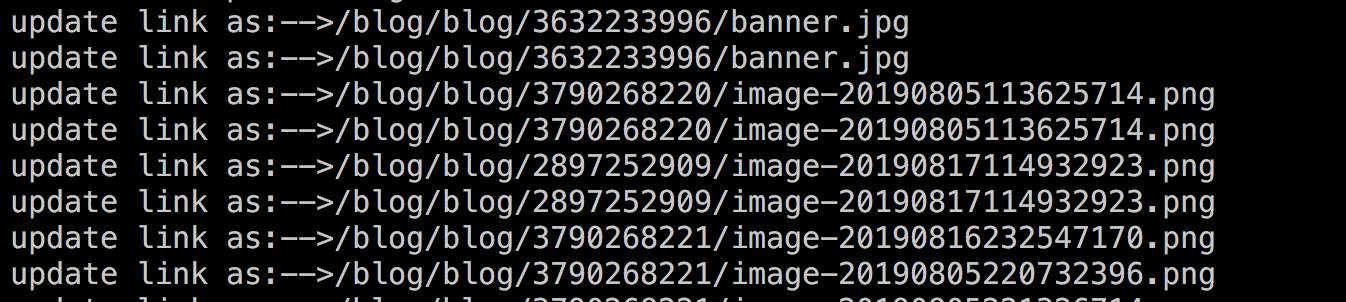 update link as:-->/blog/blog/3632233996/banner.jpg
update link as:-->/blog/blog/3632233996/banner.jpg
update link as:-->/blog/blog/3790268220/image-20190805113625714.png
update link as:-->/blog/blog/3790268220/image-20190805113625714.png
update link as:-->/blog/blog/2897252909/image-20190817114932923.png
update link as:-->/blog/blog/2897252909/image-20190817114932923.png
update link as:-->/blog/blog/3790268221/image-20190816232547170.png
update link as:-->/blog/blog/3790268221/image-20190805220732396.png